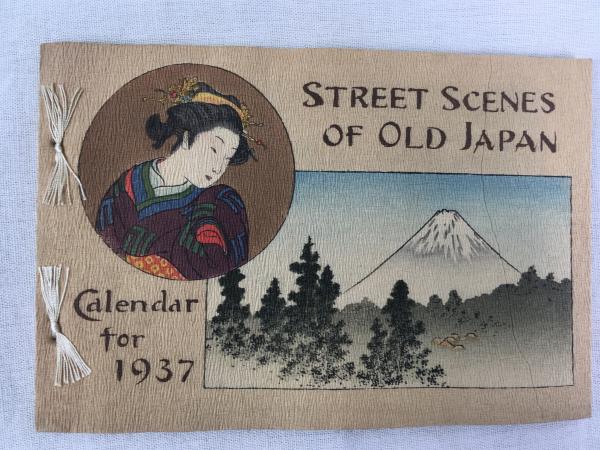 STREET SCENES
OF OLD JAPAN
Calendar
for
1937